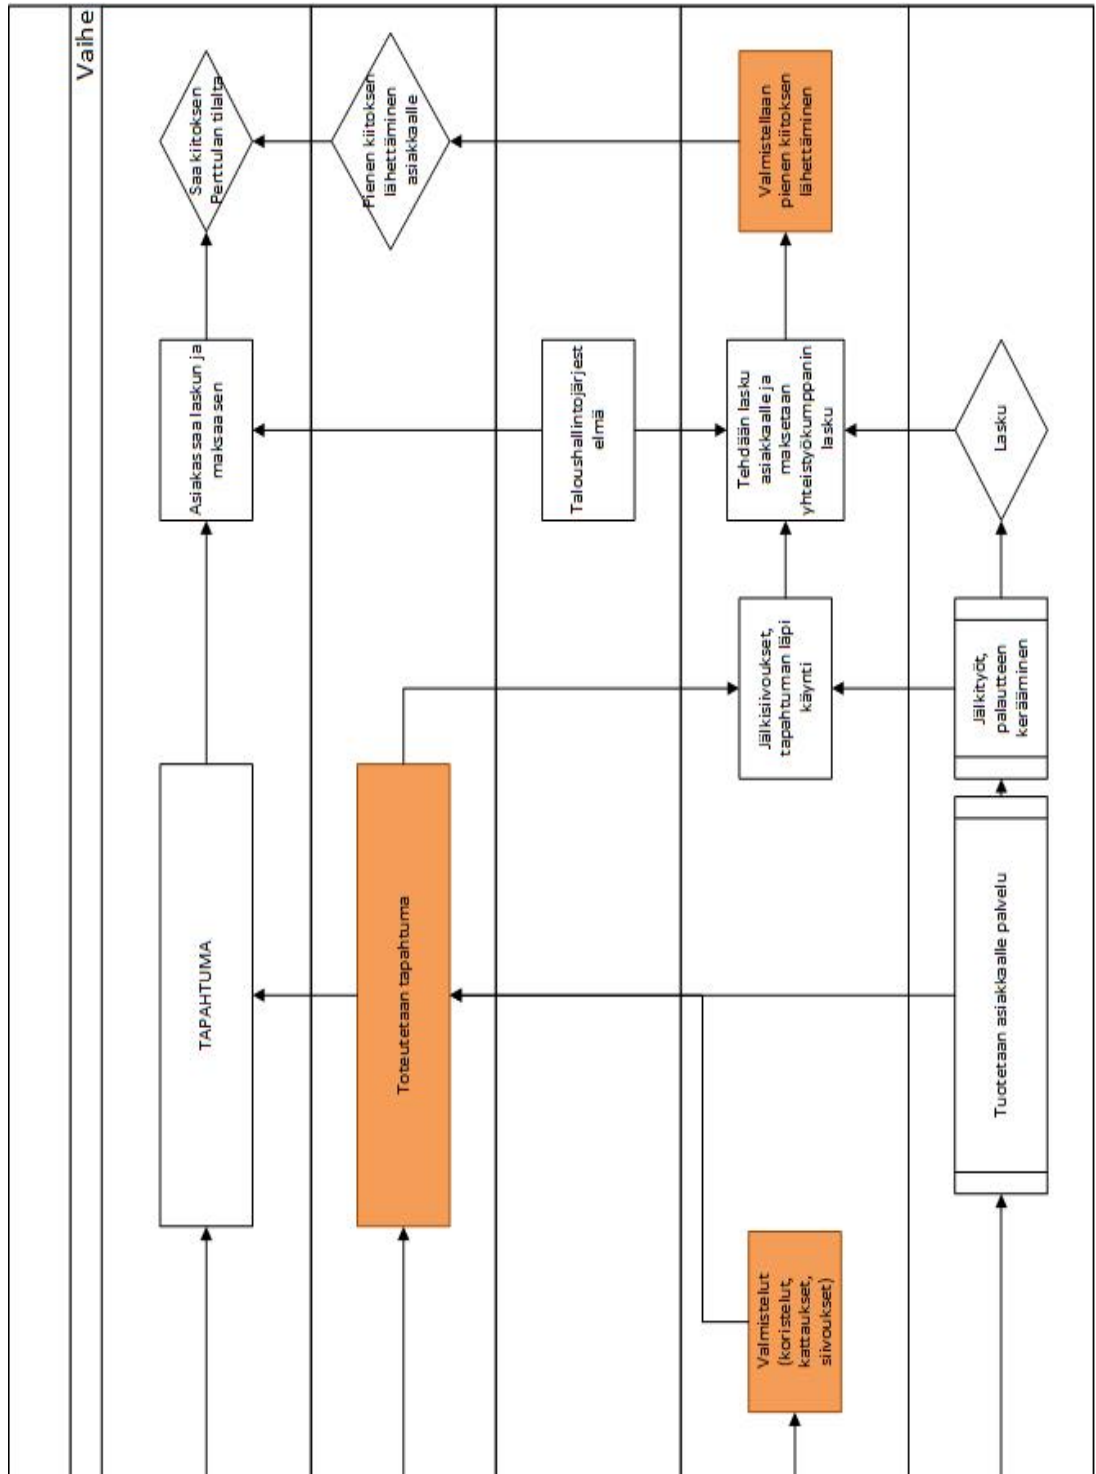 Vaihe
Saa kiitoksen
Perttulan tilalta
Asiakas saa laskun ja
maksaa sen
TAPAHTUMA
Pienen kiitoksen
lähettäminen
asiakkaalle
Toteutetaan tapahtuma
Taloushallintojärjest
elmä
Valmistellaan
pienen kiitoksen
lähettäminen
Tehdään lasku
asiakkaalle ja
maksetaan
yhteistyökumppanin
lasku
Jälkisiivoukset,
tapahtuman läpi
käynti
Valmistelut
(koristelut,
kattaukset,
siivoukset)
Lasku
Jälkityöt,
palautteen
kerääminen
Tuotetaan asiakkaalle palvelu